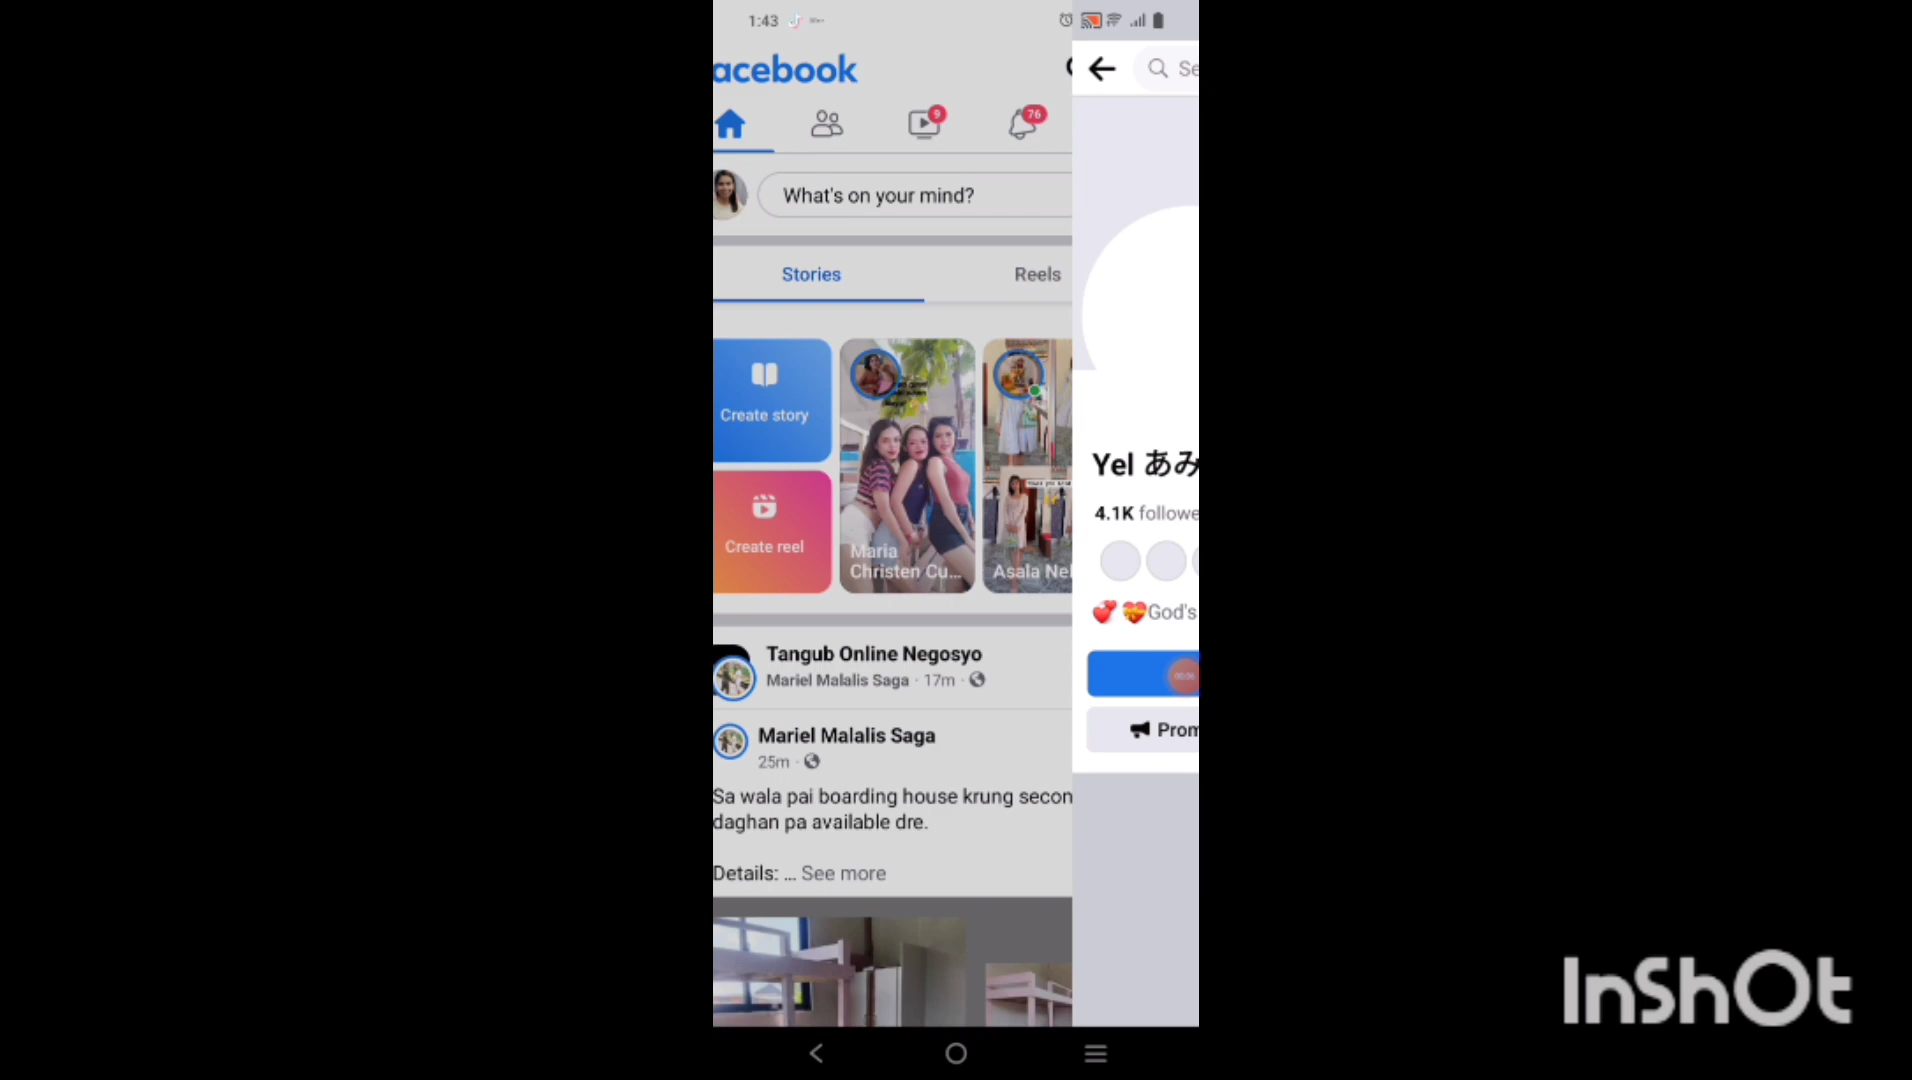 1:43
acebook
9
76
What's on your mind?
Stories
Reels
Create story
Create reel
Maria
Christen Cu...
Asala Nel
Tangub Online Negosyo
Mariel Malalis Saga · 17m ·
Mariel Malalis Saga
25m ·
Sa wala pai boarding house krung secon
daghan pa available dre.
Details: ... See more
Se
Yel あみ
4.1K followe
💞 💝God's
Prom
InShOt